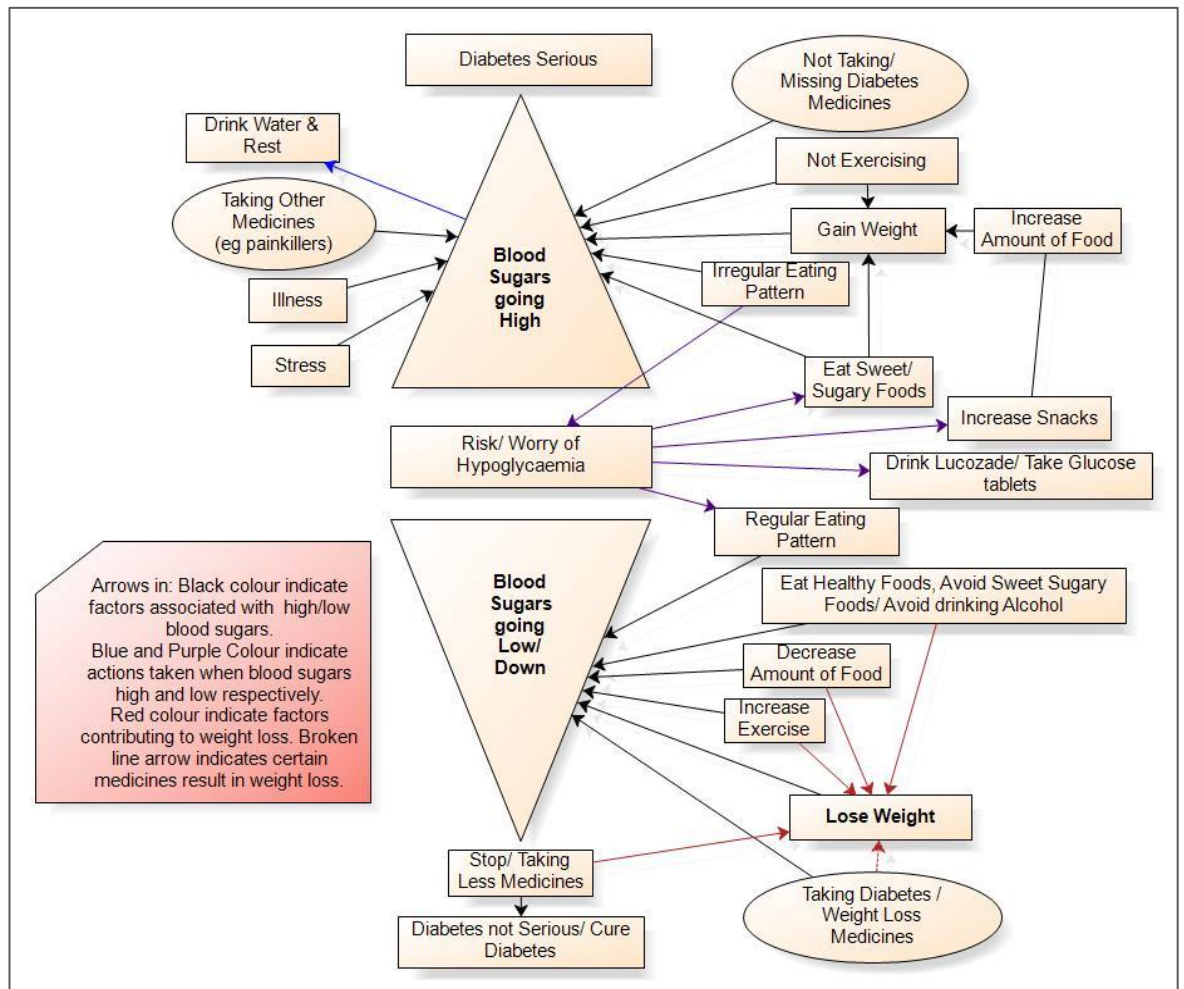 Diabetes Serious
Not Taking/
Missing Diabetes
Medicines
Drink Water &
Rest
Not Exercising
Taking Other
Medicines
(eg painkillers)
Gain Weight
Increase
Amount of Food
Blood
Sugars
going
High
Irregular Eating
Pattern
Illness
Stress
Eat Sweet/
Sugary Foods
Increase Snacks
Risk/ Worry of
Hypoglycaemia
Drink Lucozade/ Take Glucose
tablets
Regular Eating
Pattern
Blood
Sugars
going
Low/
Down
Eat Healthy Foods, Avoid Sweet Sugary
Foods/ Avoid drinking Alcohol
Arrows in: Black colour indicate
factors associated with high/low
blood sugars.
Blue and Purple Colour indicate
actions taken when blood sugars
high and low respectively.
Red colour indicate factors
contributing to weight loss. Broken
line arrow indicates certain
medicines result in weight loss.
Decrease
Amount of Food
Increase
Exercise
Lose Weight
Stop/ Taking
Less Medicines
Taking Diabetes /
Weight Loss
Medicines
Diabetes not Serious/ Cure
Diabetes